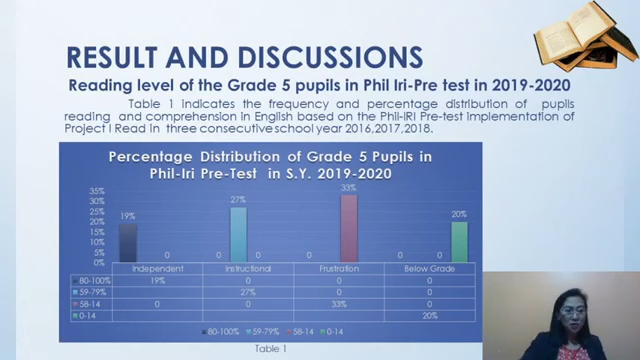 RESULT AND DISCUSSIONS
Reading level of the Grade 5 pupils in Phil Iri-Pre test in 2019-2020
Table 1 indicates the frequency and percentage distribution of pupils
reading and comprehension in English based on the Phil-IRI Pre-test implementation of
Project I Read in three consecutive school year 2016,2017,2018.
Percentage Distribution of Grade 5 Pupils in
Phil-Iri Pre-Test in S.Y. 2019-2020
35%
30%
25%
20%
15%
10%
5%
0%
19% 0
0 27% 0
0 33% 0
0 20%
Independent Instructional Frustration Below Grade
80-100% 19% 0 0 0
59-79% 27% 0 0
58-14 0 0 33% 0
0-14 20%
80-100% 59-79% 58-14 0-14
Table 1